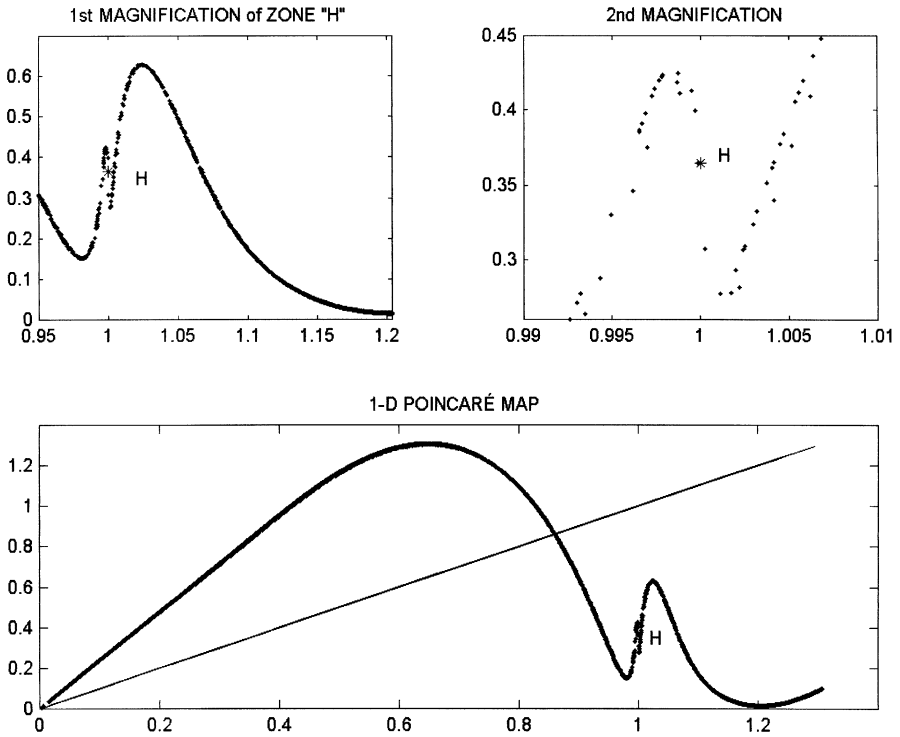 1st MAGNIFICATION of ZONE "H"
2nd MAGNIFICATION
0.6
0.5
0.4
0.3
0.2
0.1
0
H
0.95 1 1.05 1.1 1.15 1.2
0.45
0.4
0.35
0.3
H
0.99 0.995 1 1.005 1.01
1-D POINCARÉ MAP
1.2
1
0.8
0.6
0.4
0.2
0
H
0 0.2 0.4 0.6 0.8 1 1.2